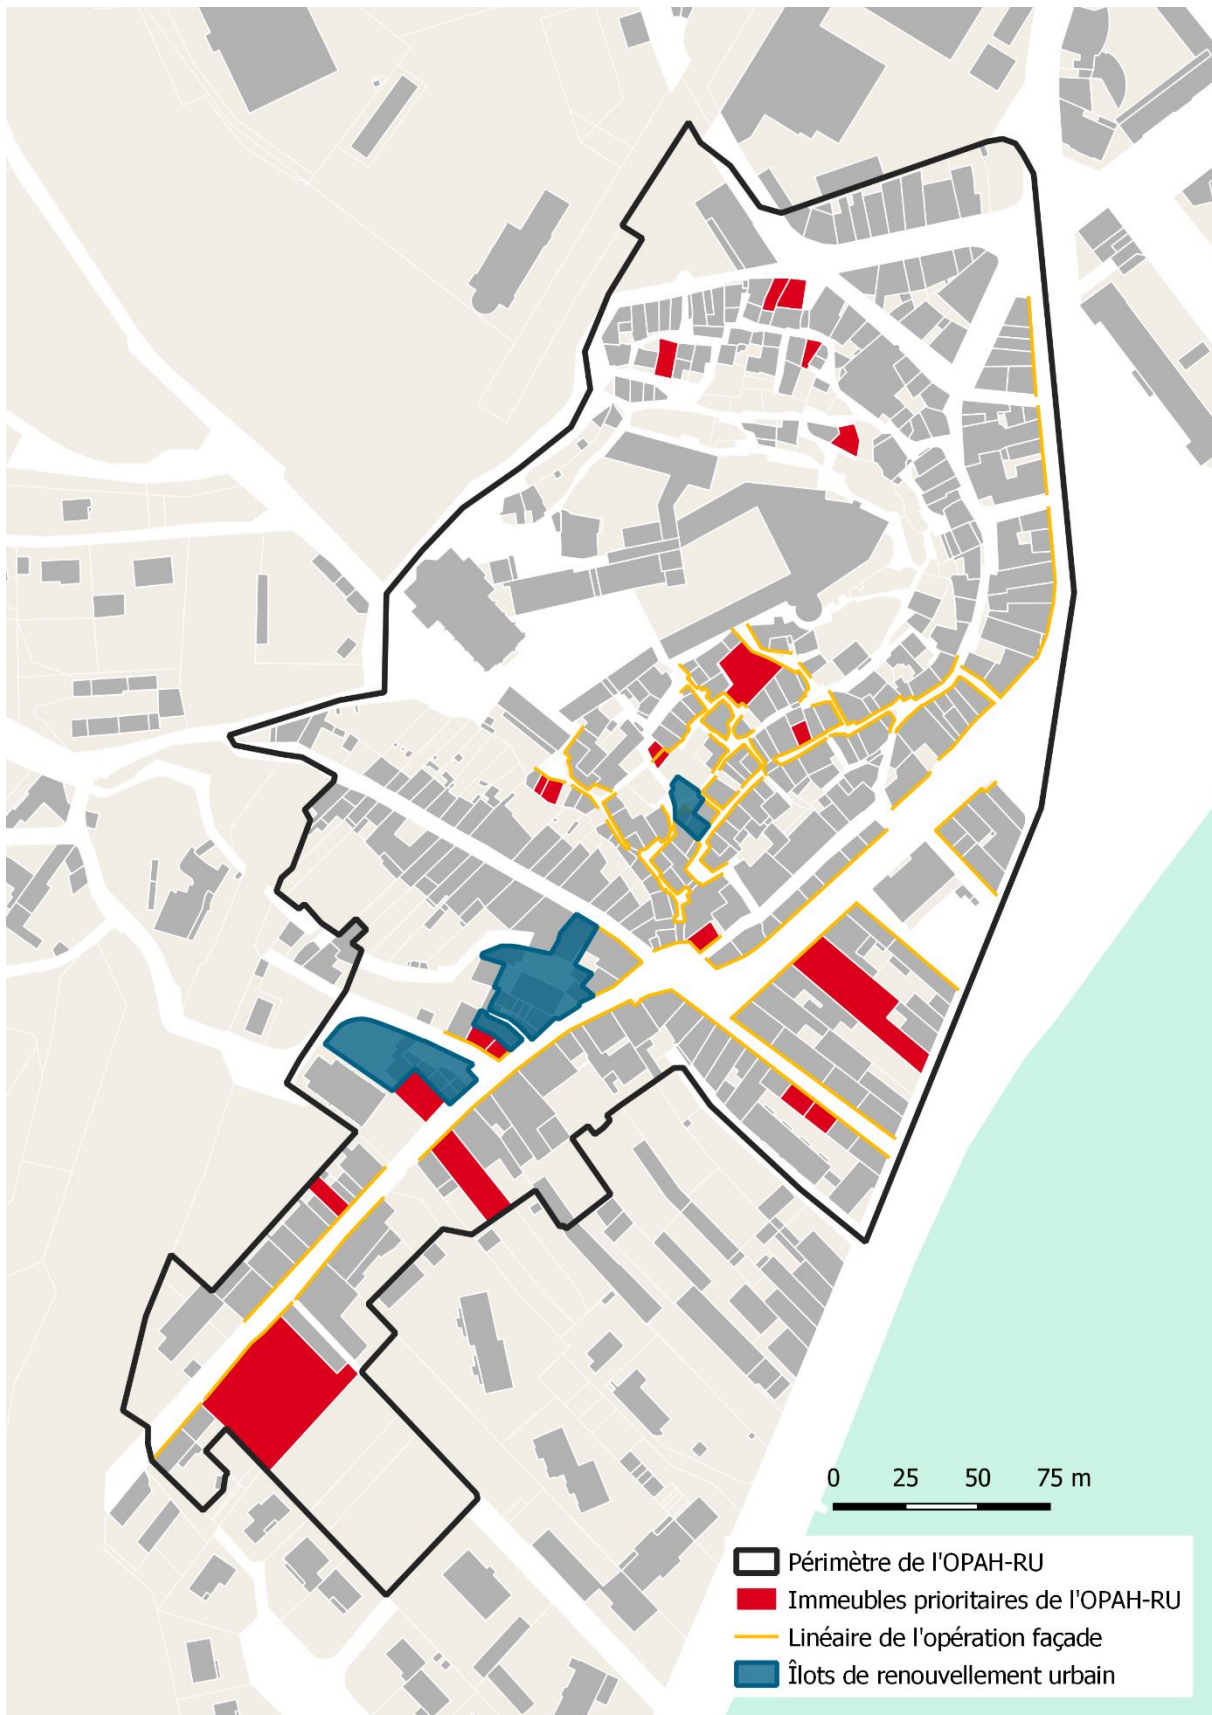 0 25 50 75 m
Périmètre de l'OPAH-RU
Immeubles prioritaires de l'OPAH-RU
Linéaire de l'opération façade
Îlots de renouvellement urbain